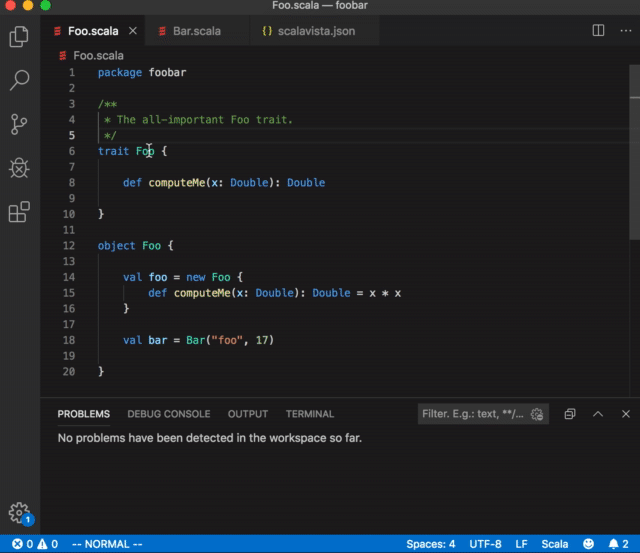 Foo.scala — foobar
Foo.scala
Bar.scala
{} scalavista.json
Foo.scala
1 package foobar
2
3 /**
4 * The all-important Foo trait.
5 */
6 trait Foo {
7
8 def computeMe(x: Double): Double
9
10 }
11
12 object Foo {
13
14 val foo = new Foo {
15 def computeMe(x: Double): Double = x * x
16 }
17
18 val bar = Bar("foo", 17)
19
20 }
PROBLEMS DEBUG CONSOLE OUTPUT TERMINAL Filter. E.g.: text, **/...
No problems have been detected in the workspace so far.
1
0 0 -- NORMAL -- Spaces: 4 UTF-8 LF Scala 2